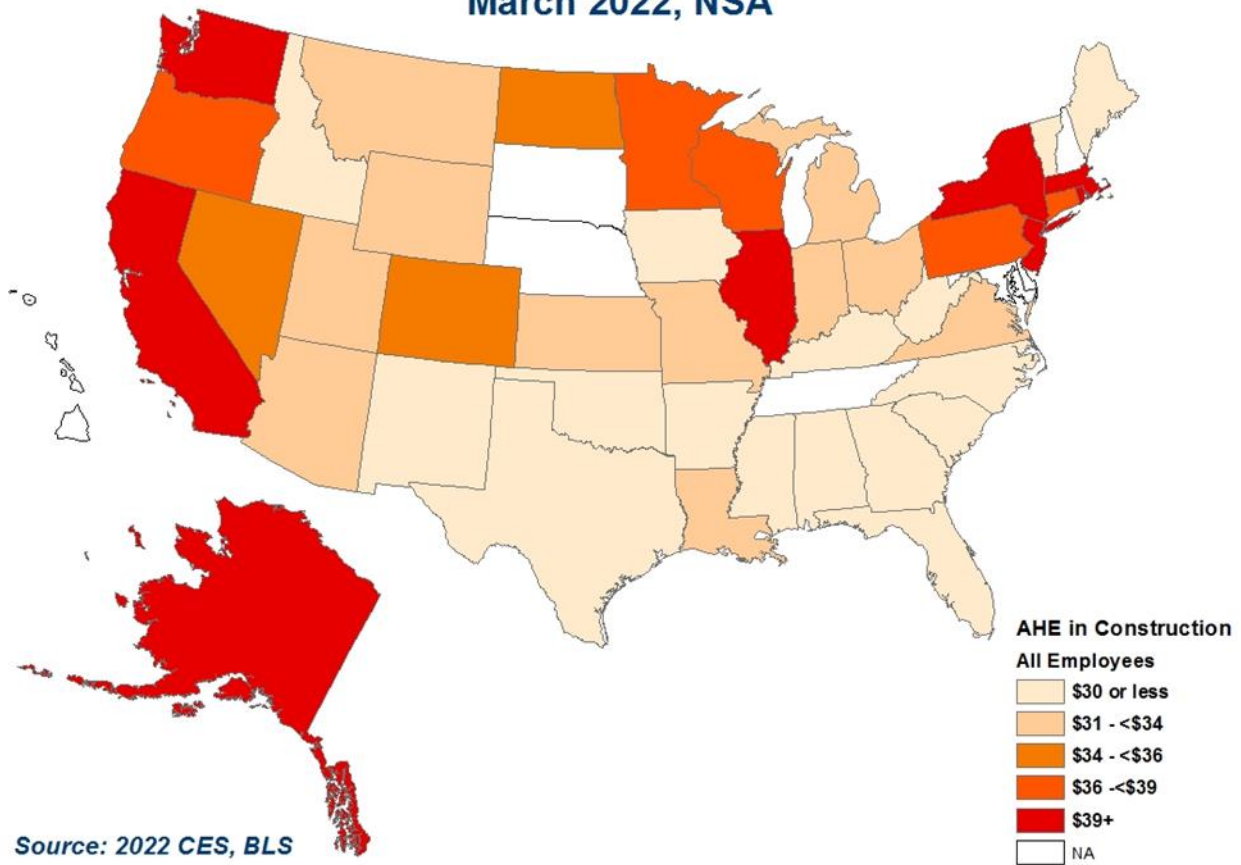 March 2022, NSA
AHE in Construction
All Employees
$30 or less
$31 - <$34
$34 - <$36
$36 -<$39
$39+
NA
Source: 2022 CES, BLS